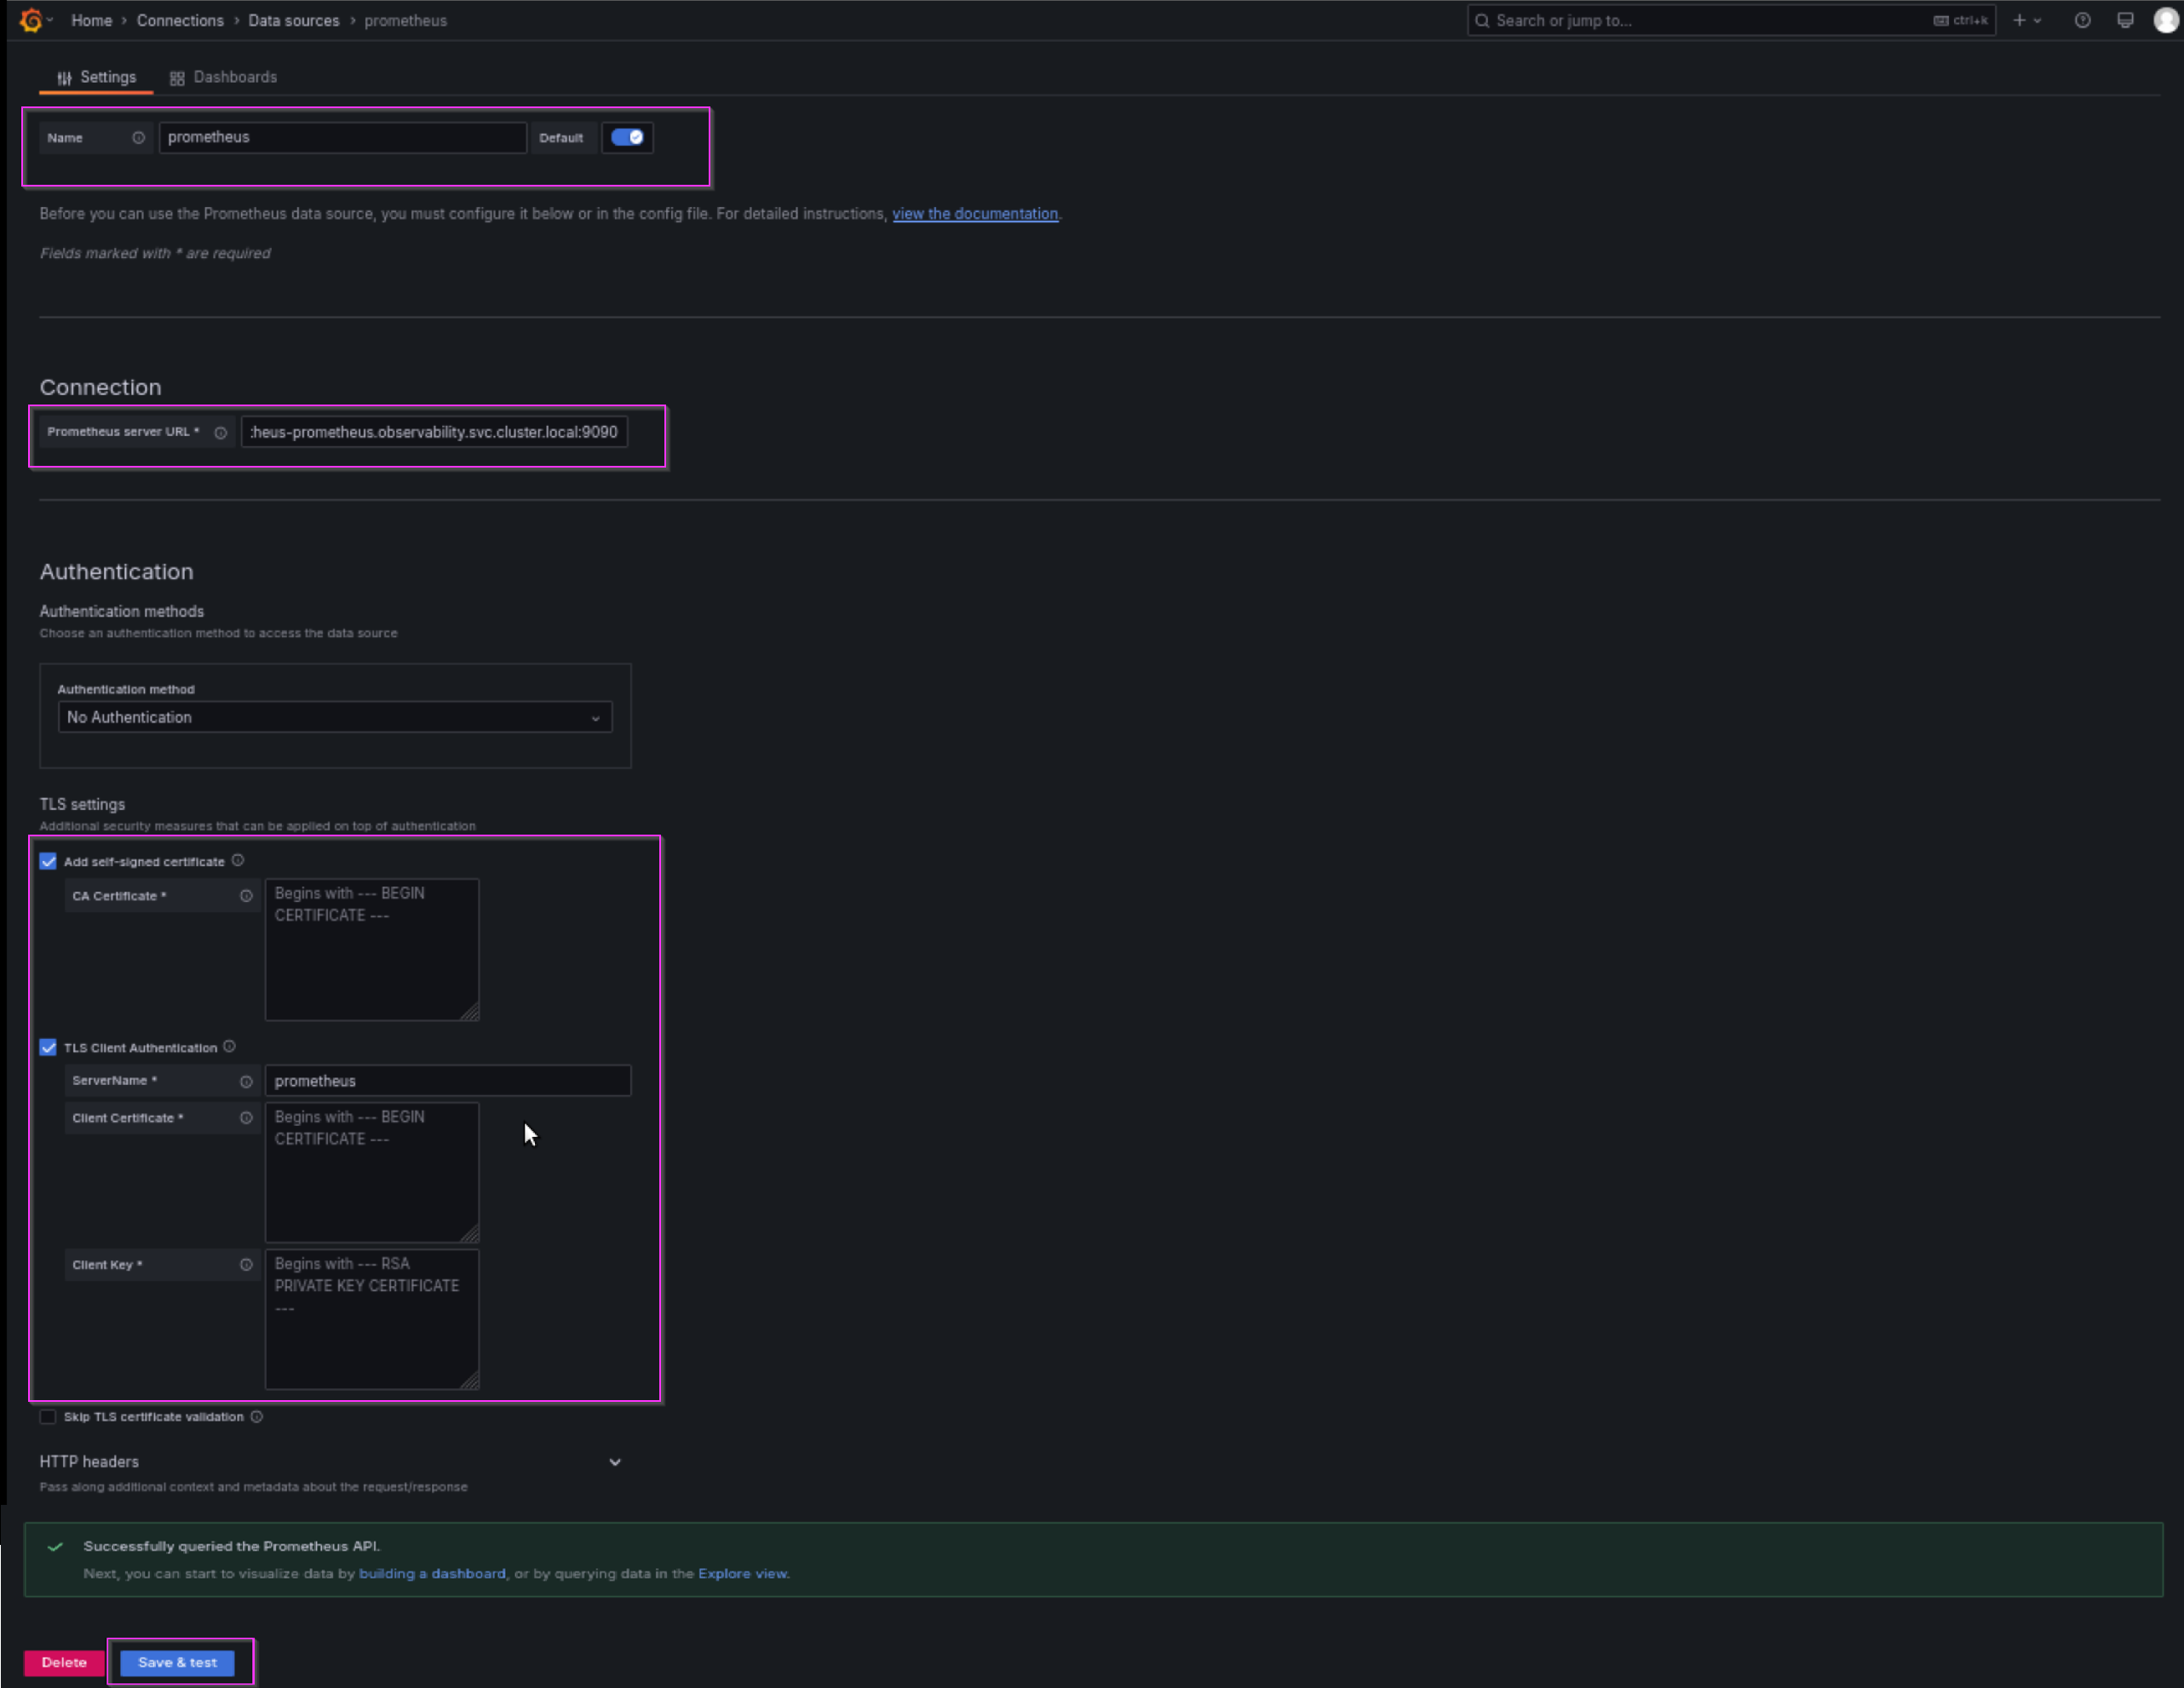 Home > Connections > Data sources > prometheus
Search or jump to...
ctrl+k
Settings
Dashboards
Name
prometheus
Default
Before you can use the Prometheus data source, you must configure it below or in the config file. For detailed instructions, view the documentation.
Fields marked with * are required
Connection
Prometheus server URL *
:heus-prometheus.observability.svc.cluster.local:9090
Authentication
Authentication methods
Choose an authentication method to access the data source
Authentication method
No Authentication
TLS settings
Additional security measures that can be applied on top of authentication
Add self-signed certificate
CA Certificate *
Begins with --- BEGIN
CERTIFICATE ---
TLS Client Authentication
ServerName *
prometheus
Client Certificate *
Begins with --- BEGIN
CERTIFICATE ---
Client Key *
Begins with --- RSA
PRIVATE KEY CERTIFICATE
---
Skip TLS certificate validation
HTTP headers
Pass along additional context and metadata about the request/response
Successfully queried the Prometheus API.
Next, you can start to visualize data by building a dashboard, or by querying data in the Explore view.
Delete
Save & test